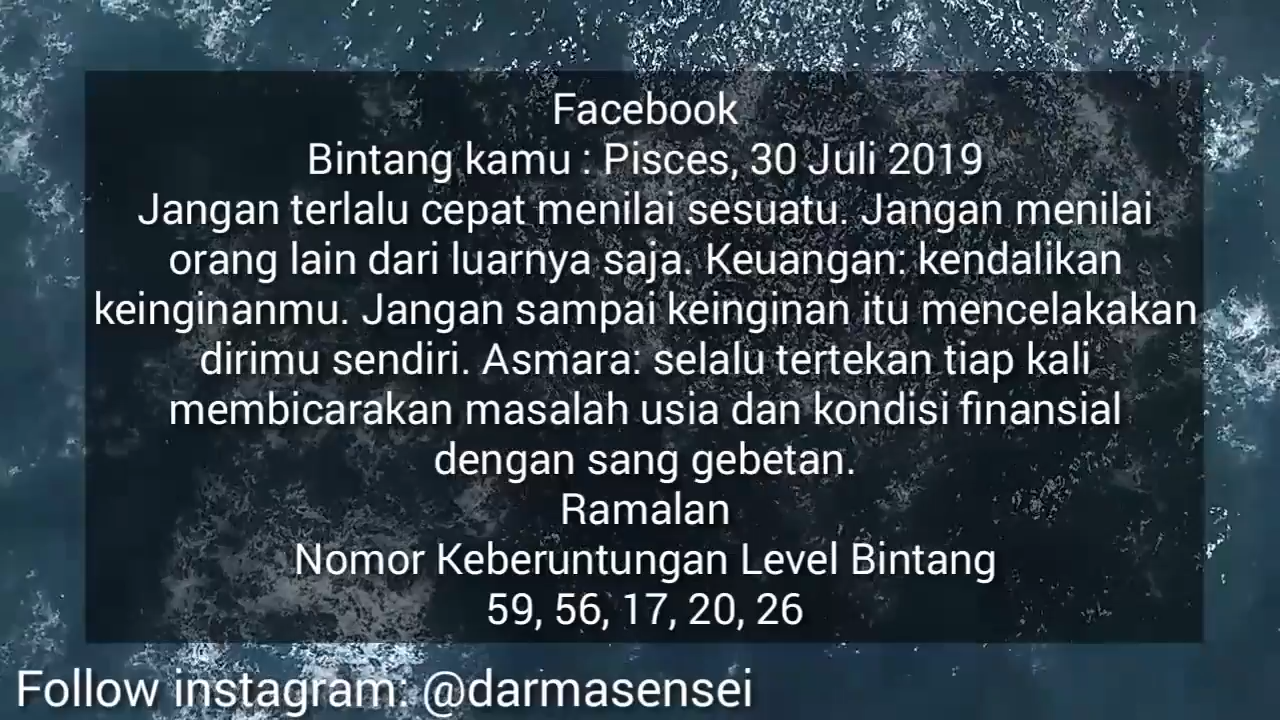 Facebook
Bintang kamu : Pisces, 30 Juli 2019
Jangan terlalu cepat menilai sesuatu. Jangan menilai
orang lain dari luarnya saja. Keuangan: kendalikan
keinginanmu. Jangan sampai keinginan itu mencelakakan
dirimu sendiri. Asmara: selalu tertekan tiap kali
membicarakan masalah usia dan kondisi finansial
dengan sang gebetan.
Ramalan
Nomor Keberuntungan Level Bintang
59, 56, 17, 20, 26
Follow instagram: @darmasensei